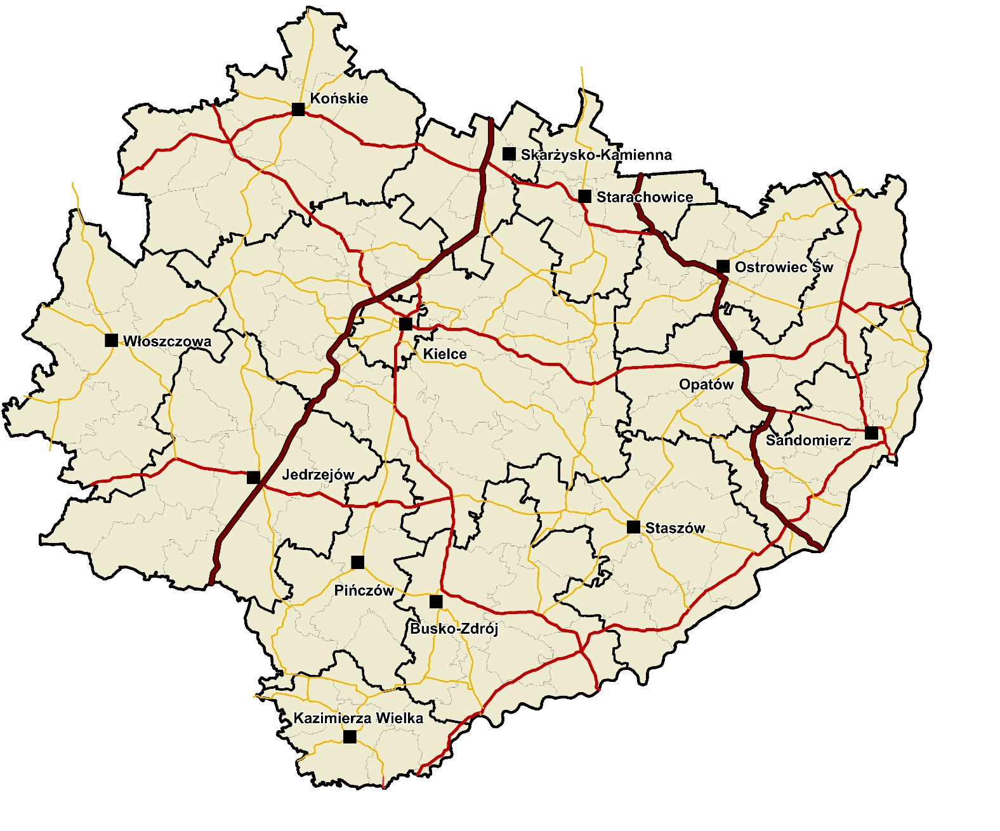 Końskie
Skarżysko-Kamienna
Starachowice
Ostrowiec Św
Włoszczowa
Kielce
Opatów
Sandomierz
Jedrzejów
Staszów
Pińczów
Busko-Zdrój
Kazimierza Wielka